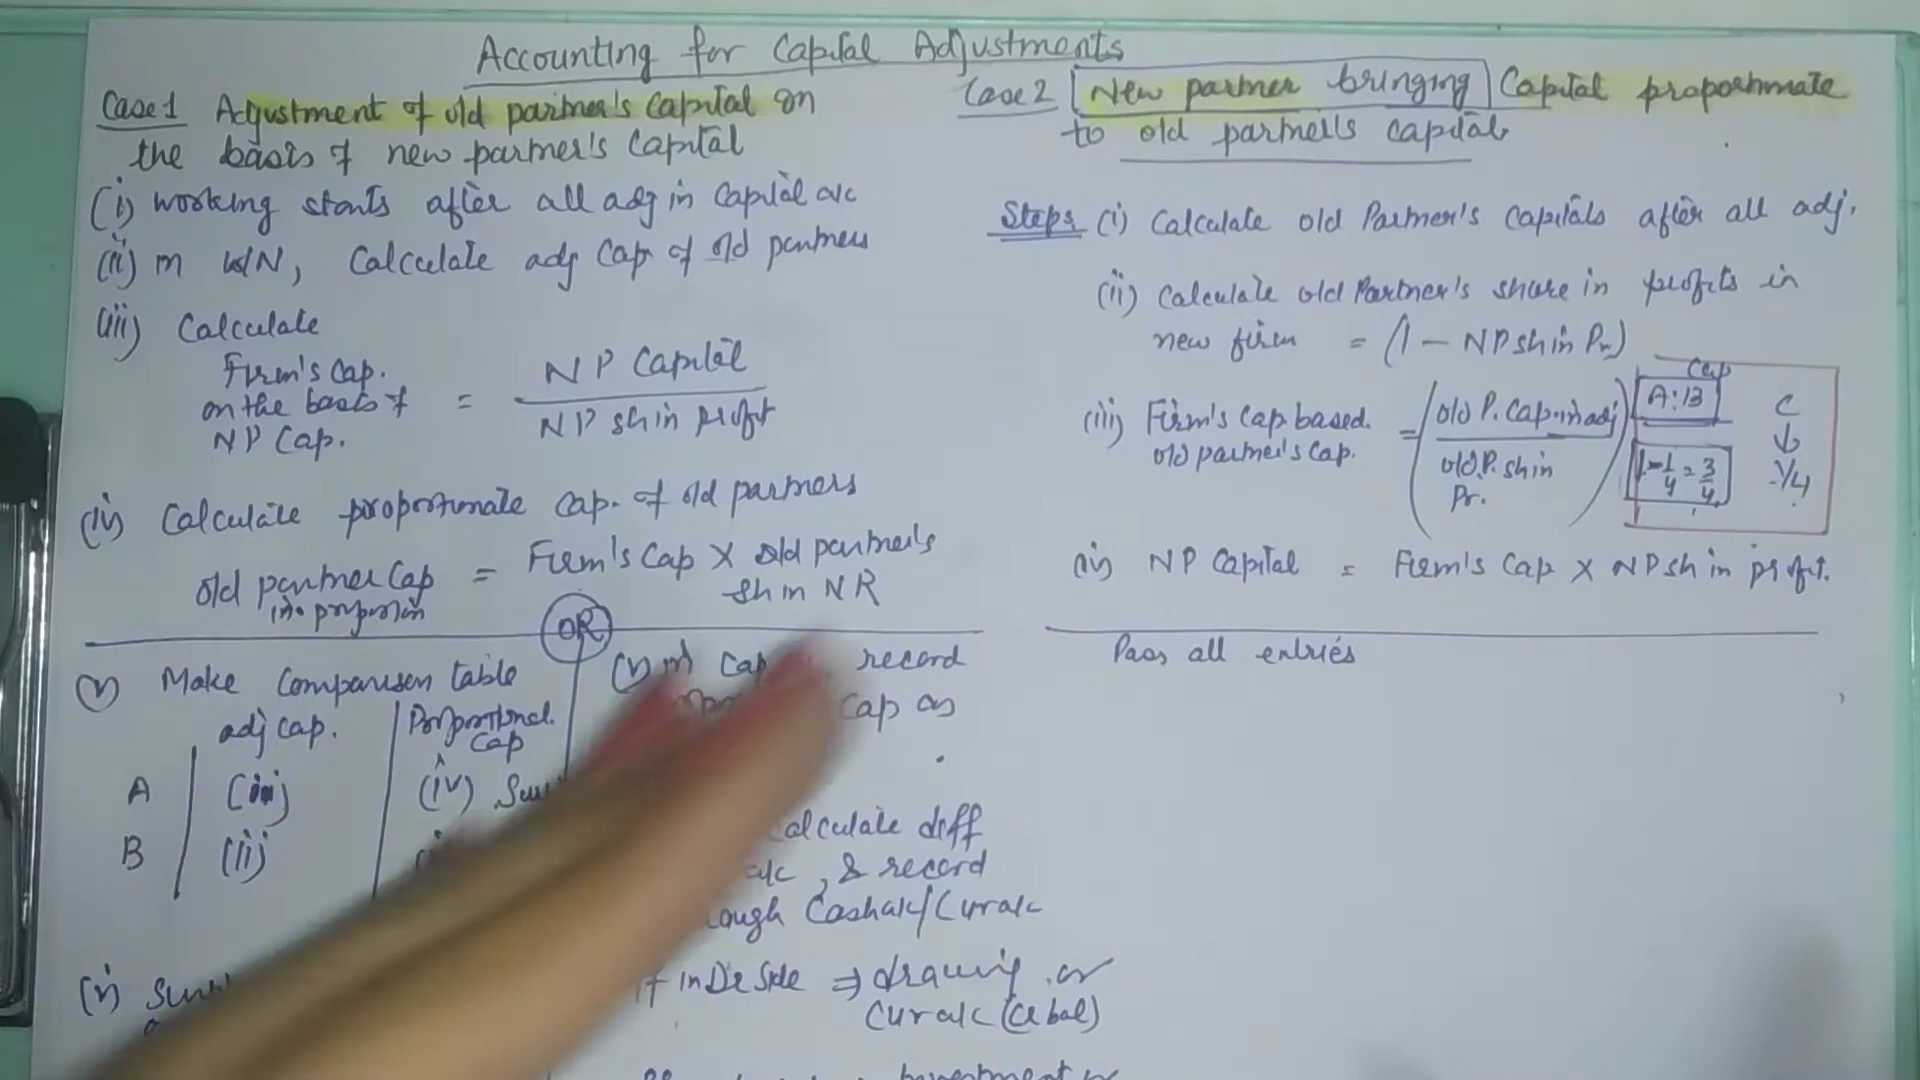 Accounting for Capital Adjustments
Case 1 Adjustment of old partner's capital on
the basis of new partner's capital
(i) working starts after all adj in capital a/c
(ii) in W/N, Calculate adj Cap of old partners
(iii) Calculate
Firm's Cap.
on the basis of
NP Cap.
= NP Capital
NP sh in profit
(iv) Calculate proportionate Cap. of old partners
old partner Cap = Firm's Cap X old partner's
in proportion sh in NR
OR
(v) Make Comparison table
adj Cap. Proportional
Cap
A (iv)
B (ii)
(v) in Cap record
cap as
Calculate diff
a/c, & record
Cash a/c/Cur a/c
in Dr Side ⇒ drawing or
Cur a/c (Cr bal)
Case 2 New partner bringing Capital proportionate
to old partner's capital
Steps (i) Calculate old Partner's Capitals after all adj.
(ii) Calculate old Partner's share in profits in
new firm = (1 - NP sh in Pr)
(iii) Firm's Cap based
old partner's Cap.
= (old P. Cap. in adj
old. P. sh in
Pr.)
Cap
A:B C
↓
1-1/4 = 3/4 1/4
(iv) NP Capital = Firm's Cap X NP sh in profit.
Pass all entries